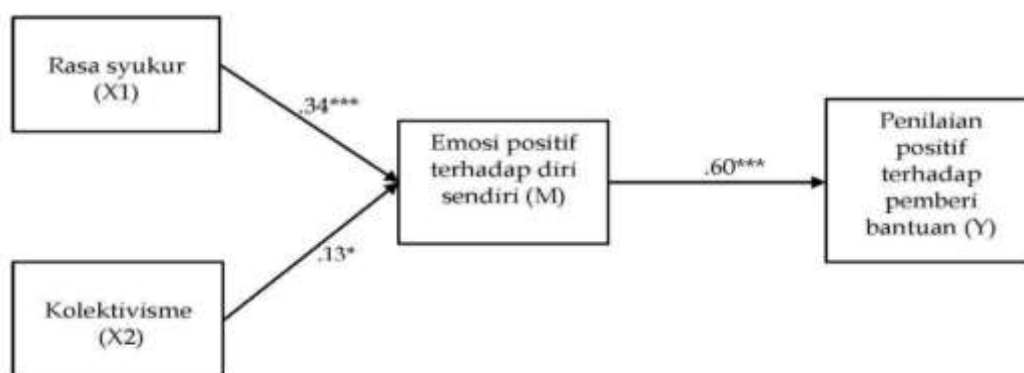 Rasa syukur
(X1)
.34***
Emosi positif
terhadap diri
sendiri (M)
.60***
Penilaian
positif
terhadap
pemberi
bantuan (Y)
.13*
Kolektivisme
(X2)